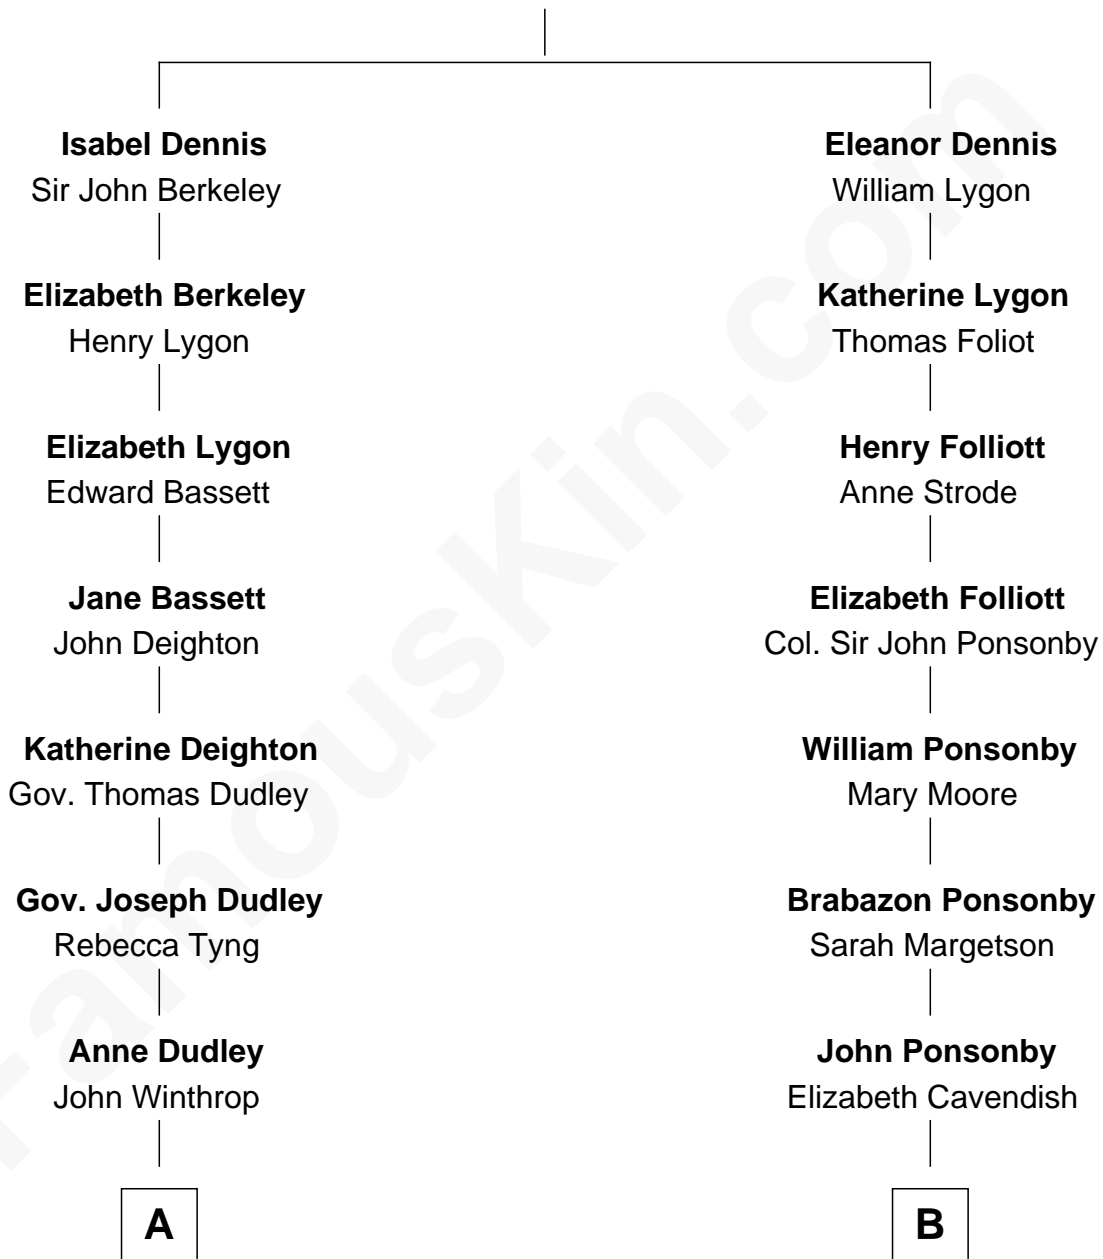 Isabel Dennis
Sir John Berkeley
Elizabeth Berkeley
Henry Lygon
Elizabeth Lygon
Edward Bassett
Jane Bassett
John Deighton
Katherine Deighton
Gov. Thomas Dudley
Gov. Joseph Dudley
Rebecca Tyng
Anne Dudley
John Winthrop
A
Eleanor Dennis
William Lygon
Katherine Lygon
Thomas Foliot
Henry Folliott
Anne Strode
Elizabeth Folliott
Col. Sir John Ponsonby
William Ponsonby
Mary Moore
Brabazon Ponsonby
Sarah Margetson
John Ponsonby
Elizabeth Cavendish
B
FamousKin.com